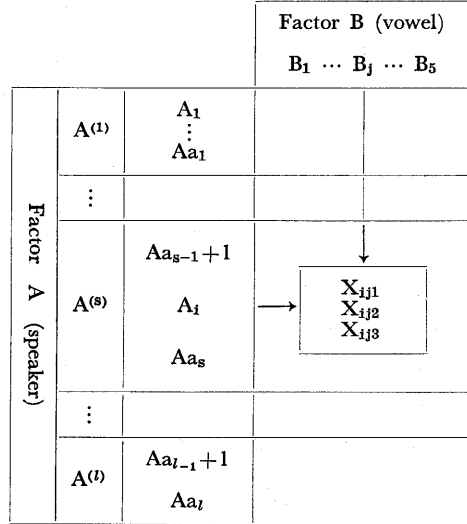 Factor B (vowel)
B₁ ⋯ Bⱼ ⋯ B₅
Factor A (speaker)
A⁽¹⁾
A₁
⋮
Aa₁
⋮
A⁽ˢ⁾
Aaₛ₋₁+1
Aᵢ
Aaₛ
Xᵢⱼ₁
Xᵢⱼ₂
Xᵢⱼ₃
⋮
A⁽ˡ⁾
Aaₗ₋₁+1
Aaₗ